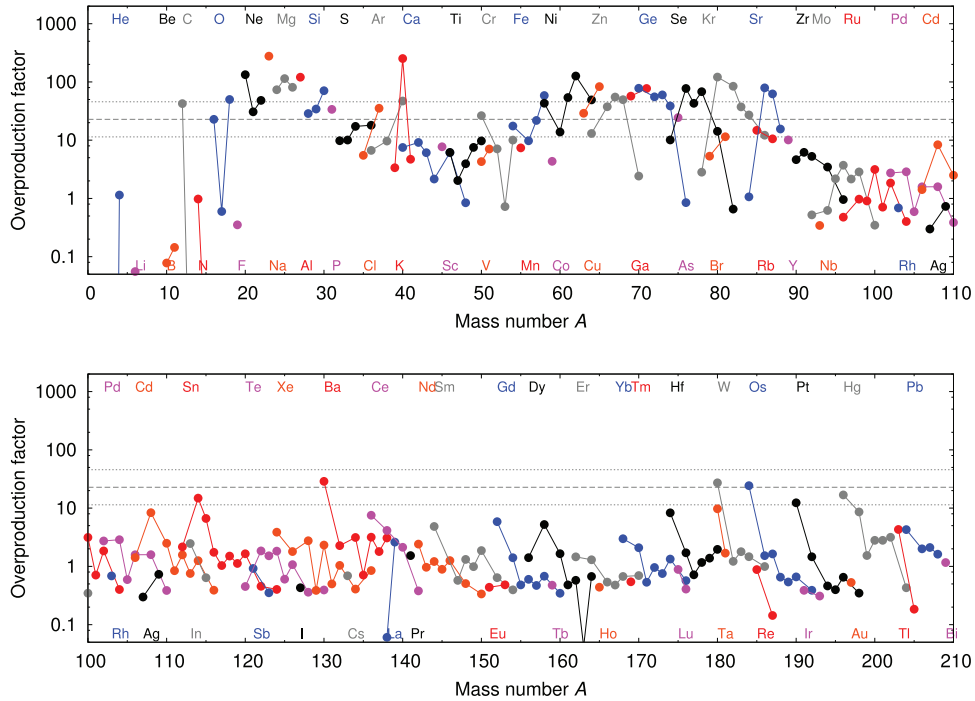 1000
He Be C O Ne Mg Si S Ar Ca Ti Cr Fe Ni Zn Ge Se Kr Sr Zr Mo Ru Pd Cd
100
10
1
0.1
Li B N F Na Al P Cl K Sc V Mn Co Cu Ga As Br Rb Y Nb Rh Ag
Overproduction factor
0 10 20 30 40 50 60 70 80 90 100 110
Mass number A
1000
Pd Cd Sn Te Xe Ba Ce Nd Sm Gd Dy Er Yb Tm Hf W Os Pt Hg Pb
100
10
1
0.1
Rh Ag In Sb I Cs La Pr Eu Tb Ho Lu Ta Re Ir Au Tl Bi
Overproduction factor
100 110 120 130 140 150 160 170 180 190 200 210
Mass number A